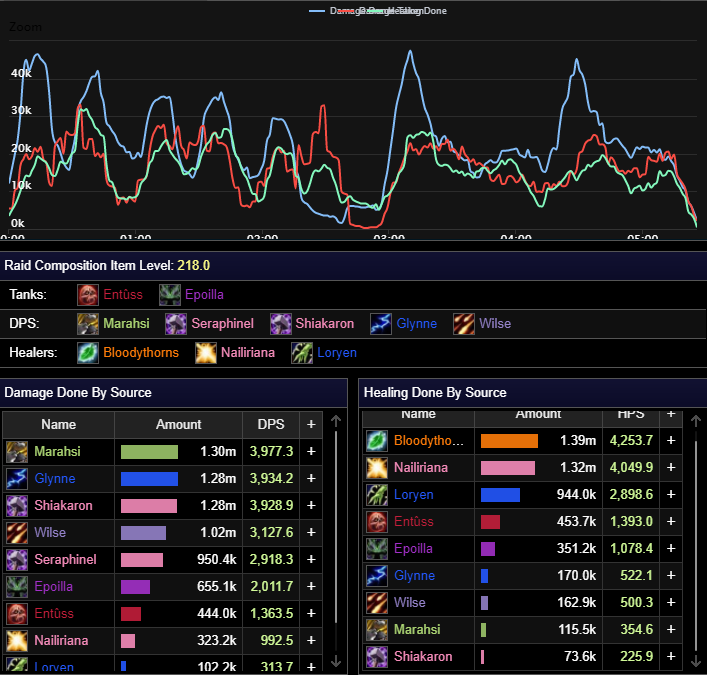 Damage Done Damage Taken Healing Done
Zoom
40k
30k
20k
10k
0k
0:00 01:00 02:00 03:00 04:00 05:00
Raid Composition Item Level: 218.0
Tanks: Entûss Epoilla
DPS: Marahsi Seraphinel Shiakaron Glynne Wilse
Healers: Bloodythorns Nailiriana Loryen
Damage Done By Source
Name Amount DPS +
Marahsi 1.30m 3,977.3 +
Glynne 1.28m 3,934.2 +
Shiakaron 1.28m 3,928.9 +
Wilse 1.02m 3,127.6 +
Seraphinel 950.4k 2,918.3 +
Epoilla 655.1k 2,011.7 +
Entûss 444.0k 1,363.5 +
Nailiriana 323.2k 992.5 +
Loryen 102.2k 313.7 +
Healing Done By Source
Name Amount HPS +
Bloodytho... 1.39m 4,253.7 +
Nailiriana 1.32m 4,049.9 +
Loryen 944.0k 2,898.6 +
Entûss 453.7k 1,393.0 +
Epoilla 351.2k 1,078.4 +
Glynne 170.0k 522.1 +
Wilse 162.9k 500.3 +
Marahsi 115.5k 354.6 +
Shiakaron 73.6k 225.9 +